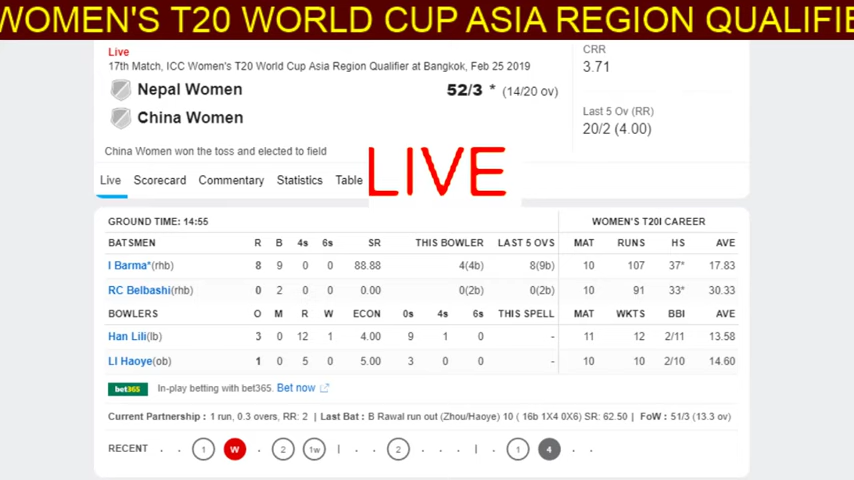 WOMEN'S T20 WORLD CUP ASIA REGION QUALIFIE
Live
17th Match, ICC Women's T20 World Cup Asia Region Qualifier at Bangkok, Feb 25 2019
Nepal Women 52/3 * (14/20 ov)
China Women
China Women won the toss and elected to field
CRR
3.71
Last 5 Ov (RR)
20/2 (4.00)
LIVE
Live Scorecard Commentary Statistics Table
GROUND TIME: 14:55 WOMEN'S T20I CAREER
BATSMEN R B 4s 6s SR THIS BOWLER LAST 5 OVS MAT RUNS HS AVE
I Barma*(rhb) 8 9 0 0 88.88 4(4b) 8(9b) 10 107 37* 17.83
RC Belbashi(rhb) 0 2 0 0 0.00 0(2b) 0(2b) 10 91 33* 30.33
BOWLERS O M R W ECON 0s 4s 6s THIS SPELL MAT WKTS BBI AVE
Han Lili(lb) 3 0 12 1 4.00 9 1 0 - 11 12 2/11 13.58
LI Haoye(ob) 1 0 5 0 5.00 3 0 0 - 10 10 2/10 14.60
bet365 In-play betting with bet365. Bet now
Current Partnership : 1 run, 0.3 overs, RR: 2 | Last Bat : B Rawal run out (Zhou/Haoye) 10 ( 16b 1X4 0X6) SR: 62.50 | FoW : 51/3 (13.3 ov)
RECENT . . 1 W . 2 1w | . . 2 . . . | . . 1 4 . .